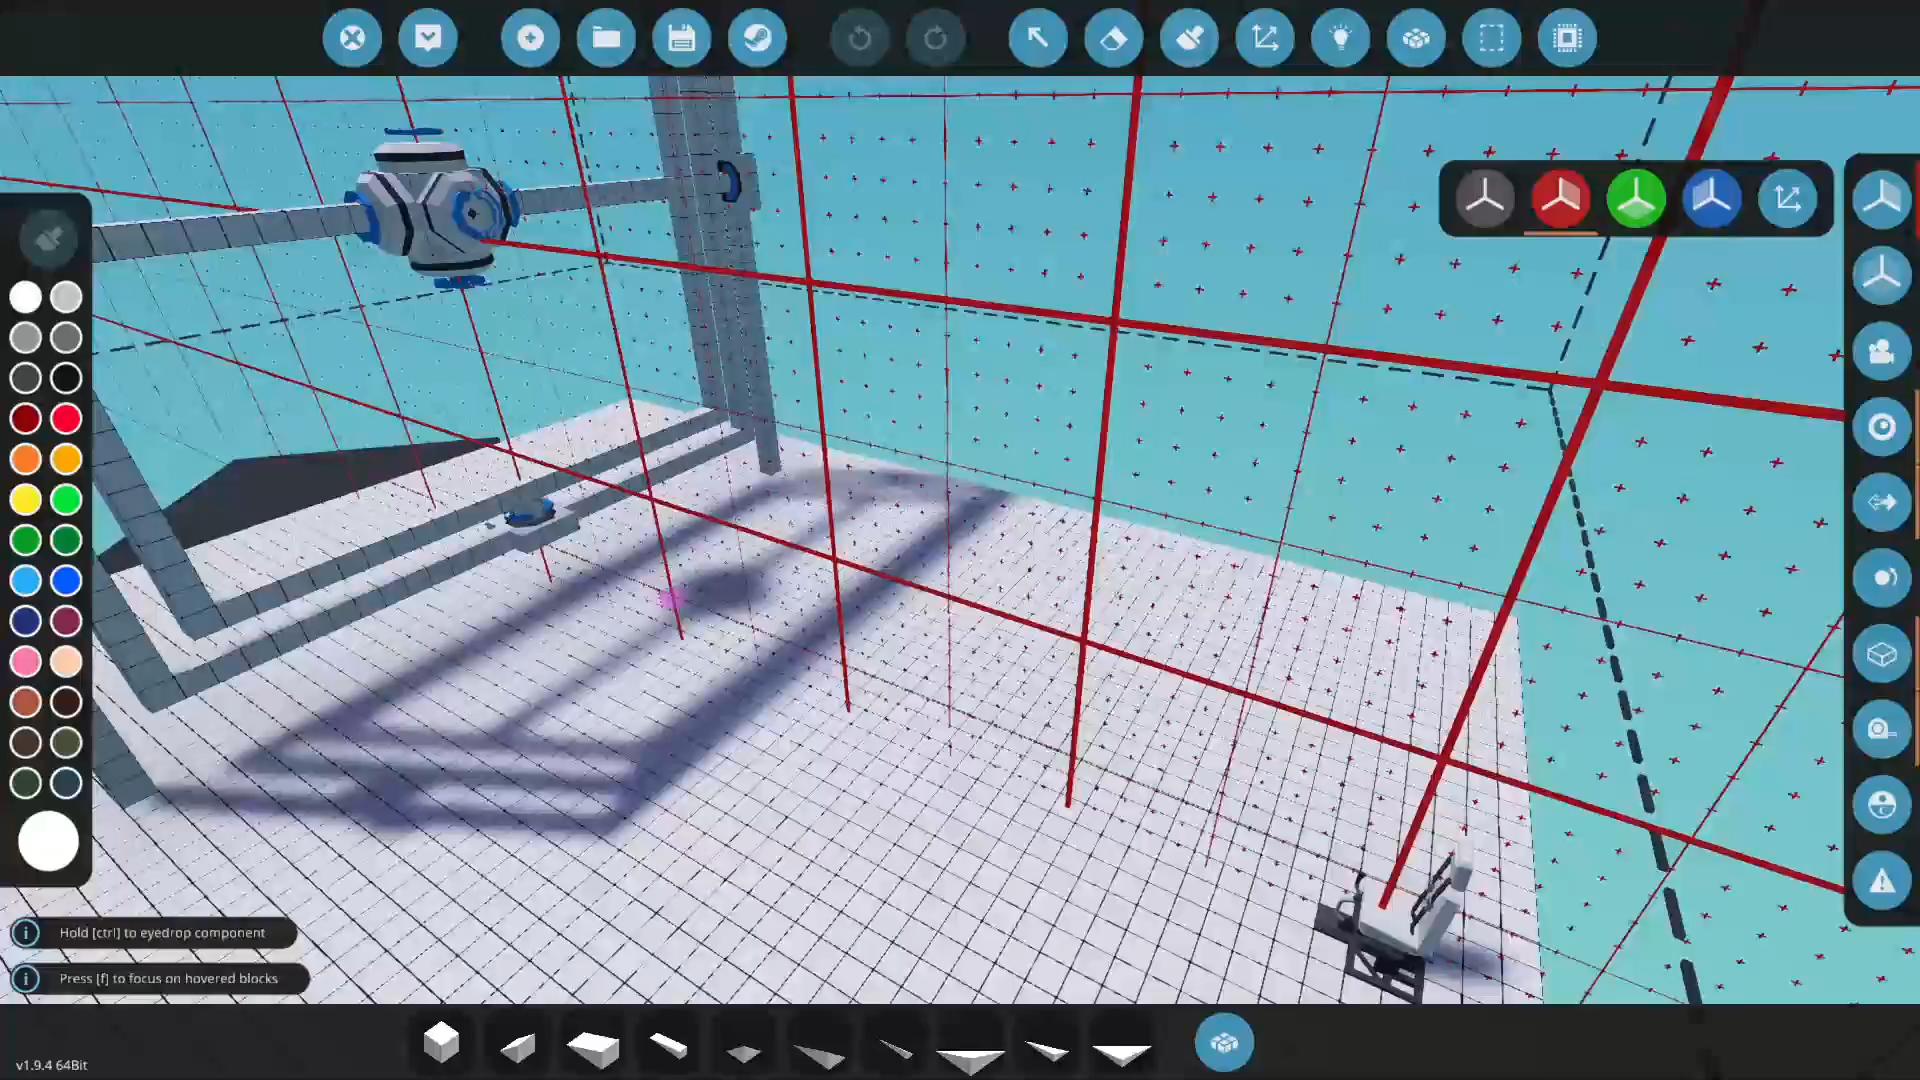 Hold [ctrl] to eyedrop component
Press [f] to focus on hovered blocks
v1.9.4 64Bit